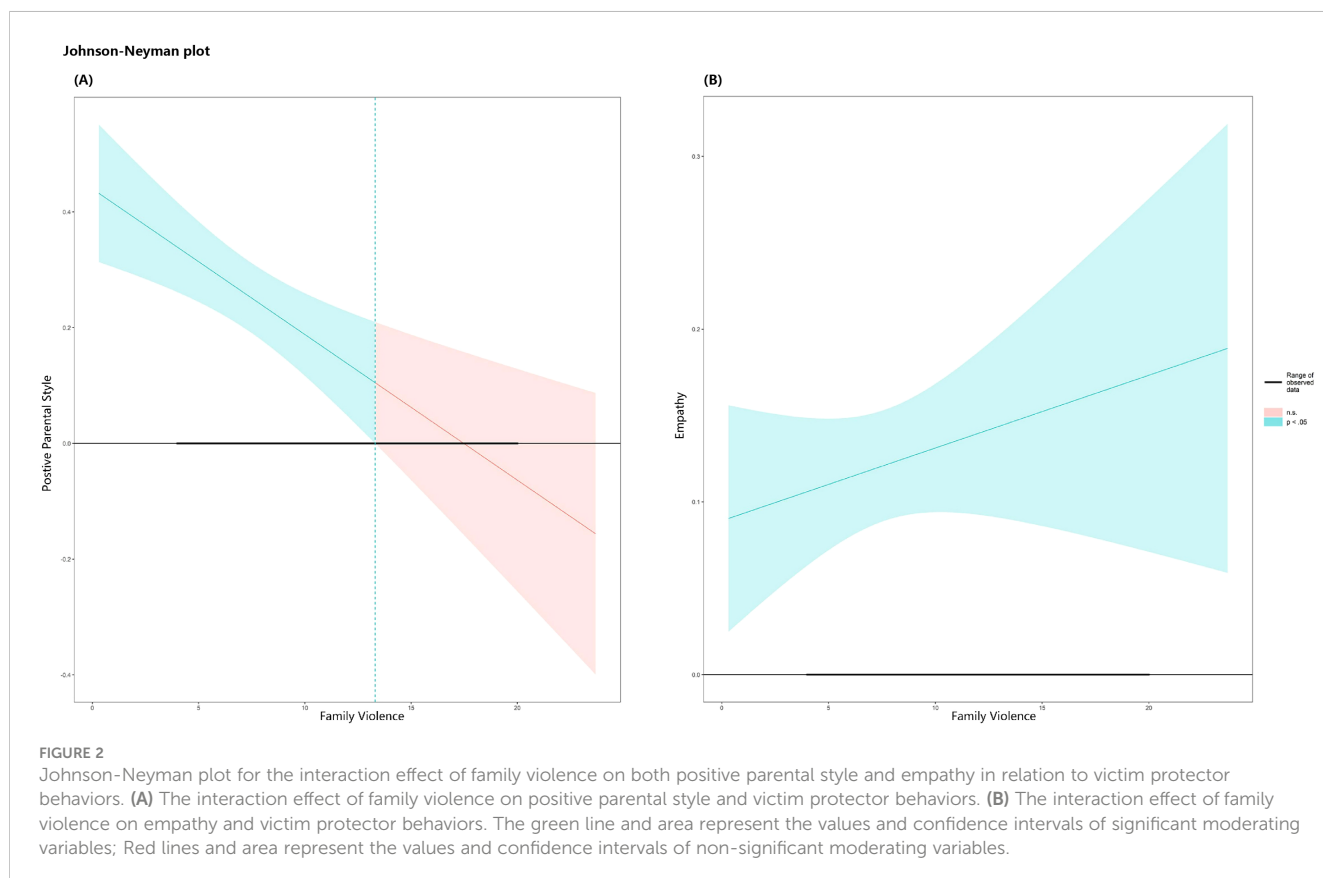 Johnson-Neyman plot
(A)
0.4
0.2
0.0
-0.2
-0.4
Postive Parental Style
0 5 10 15 20
Family Violence
(B)
0.3
0.2
0.1
0.0
Empathy
0 5 10 15 20
Family Violence
Range of
observed
data
n.s.
p < .05
FIGURE 2
Johnson-Neyman plot for the interaction effect of family violence on both positive parental style and empathy in relation to victim protector
behaviors. (A) The interaction effect of family violence on positive parental style and victim protector behaviors. (B) The interaction effect of family
violence on empathy and victim protector behaviors. The green line and area represent the values and confidence intervals of significant moderating
variables; Red lines and area represent the values and confidence intervals of non-significant moderating variables.